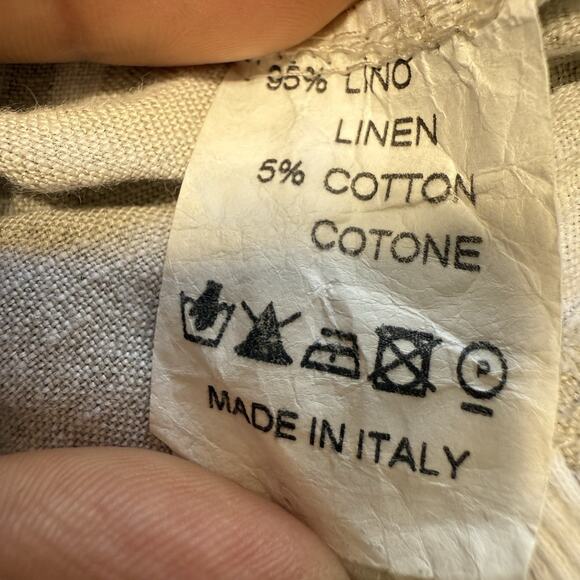 95% LINO
LINEN
5% COTTON
COTONE
P
MADE IN ITALY